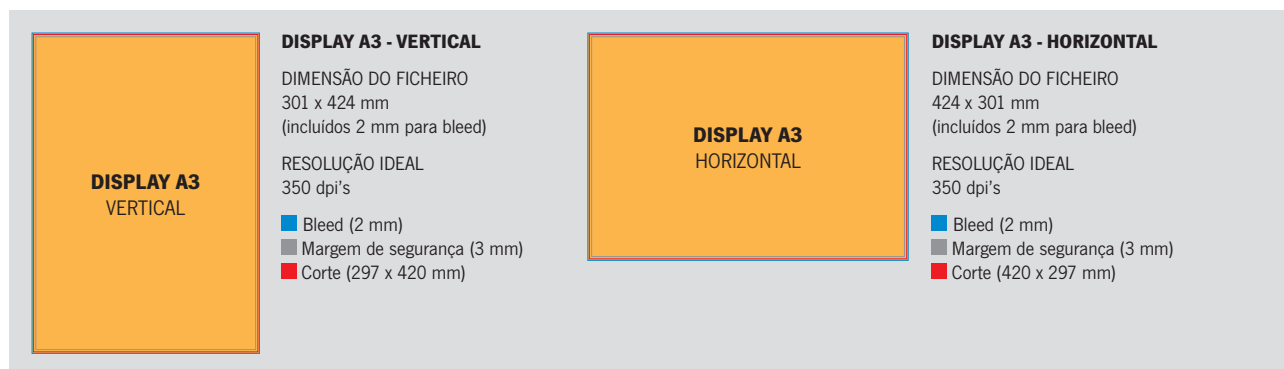 DISPLAY A3
VERTICAL
DISPLAY A3 - VERTICAL
DIMENSÃO DO FICHEIRO
301 x 424 mm
(incluídos 2 mm para bleed)
RESOLUÇÃO IDEAL
350 dpi's
Bleed (2 mm)
Margem de segurança (3 mm)
Corte (297 x 420 mm)
DISPLAY A3
HORIZONTAL
DISPLAY A3 - HORIZONTAL
DIMENSÃO DO FICHEIRO
424 x 301 mm
(incluídos 2 mm para bleed)
RESOLUÇÃO IDEAL
350 dpi's
Bleed (2 mm)
Margem de segurança (3 mm)
Corte (420 x 297 mm)